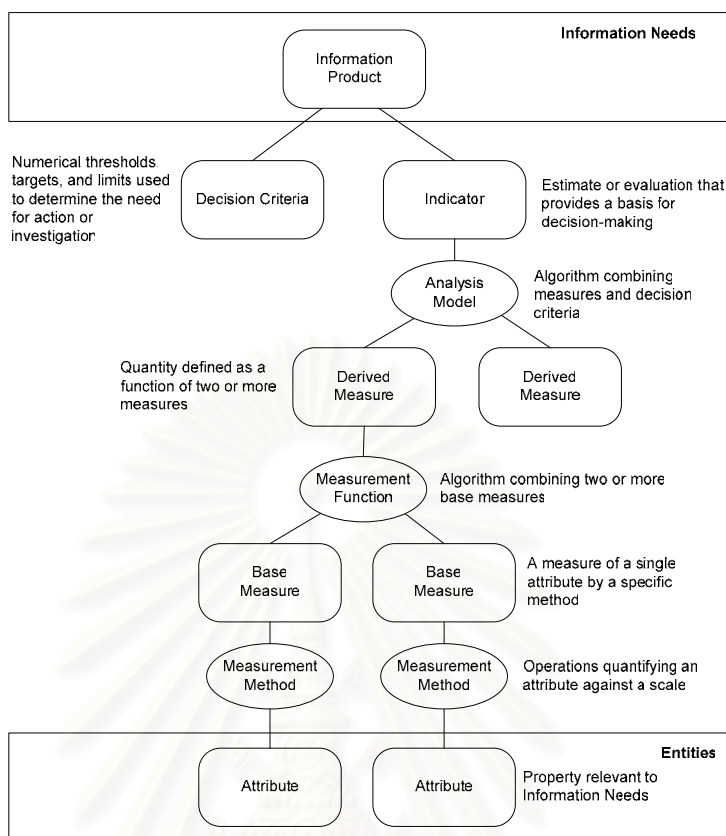 Information Needs
Information
Product
Numerical thresholds,
targets, and limits used
to determine the need
for action or
investigation
Decision Criteria
Indicator
Estimate or evaluation that
provides a basis for
decision-making
Analysis
Model
Algorithm combining
measures and decision
criteria
Quantity defined as a
function of two or more
measures
Derived
Measure
Derived
Measure
Measurement
Function
Algorithm combining two or more
base measures
Base
Measure
Base
Measure
A measure of a single
attribute by a specific
method
Measurement
Method
Measurement
Method
Operations quantifying an
attribute against a scale
Entities
Attribute
Attribute
Property relevant to
Information Needs